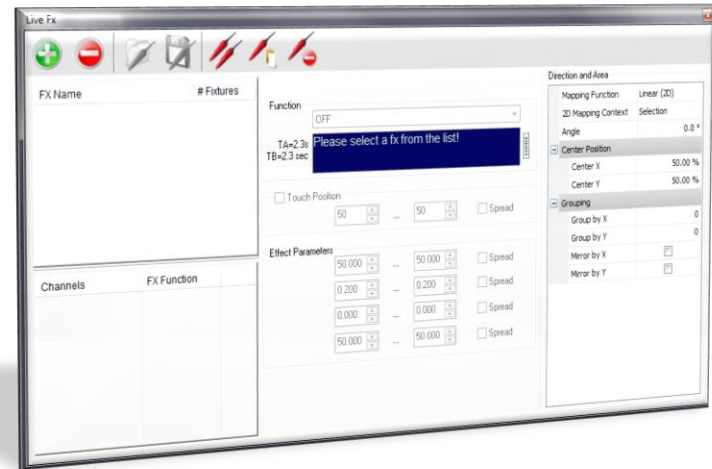 Live Fx
FX Name # Fixtures
Channels FX Function
Function
OFF
TA=2.3s
TB=2.3 sec
Please select a fx from the list!
Touch Position
50 ... 50 Spread
Effect Parameters
50.000 ... 50.000 Spread
0.200 ... 0.200 Spread
0.000 ... 0.000 Spread
50.000 ... 50.000 Spread
Direction and Area
Mapping Function Linear (2D)
2D Mapping Context Selection
Angle 0.0 °
Center Position
Center X 50.00 %
Center Y 50.00 %
Grouping
Group by X 0
Group by Y 0
Mirror by X
Mirror by Y